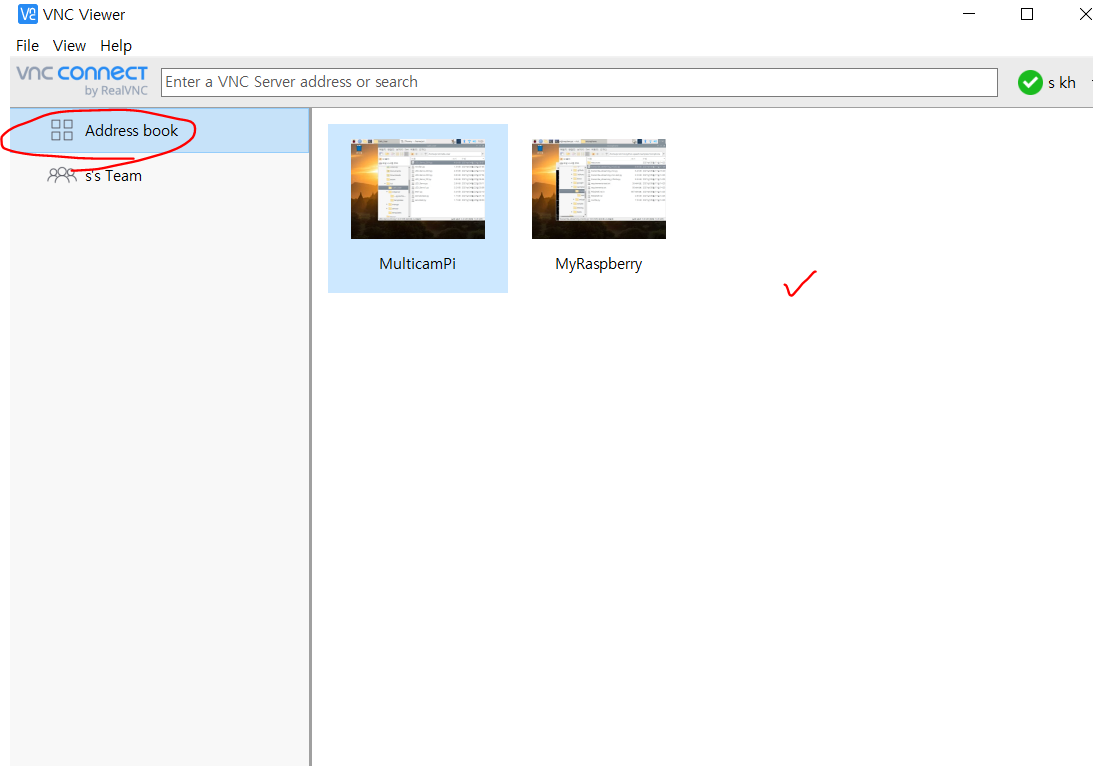 VNC Viewer
File View Help
vnc connect
by RealVNC
Enter a VNC Server address or search
s kh
Address book
s's Team
MulticamPi
MyRaspberry